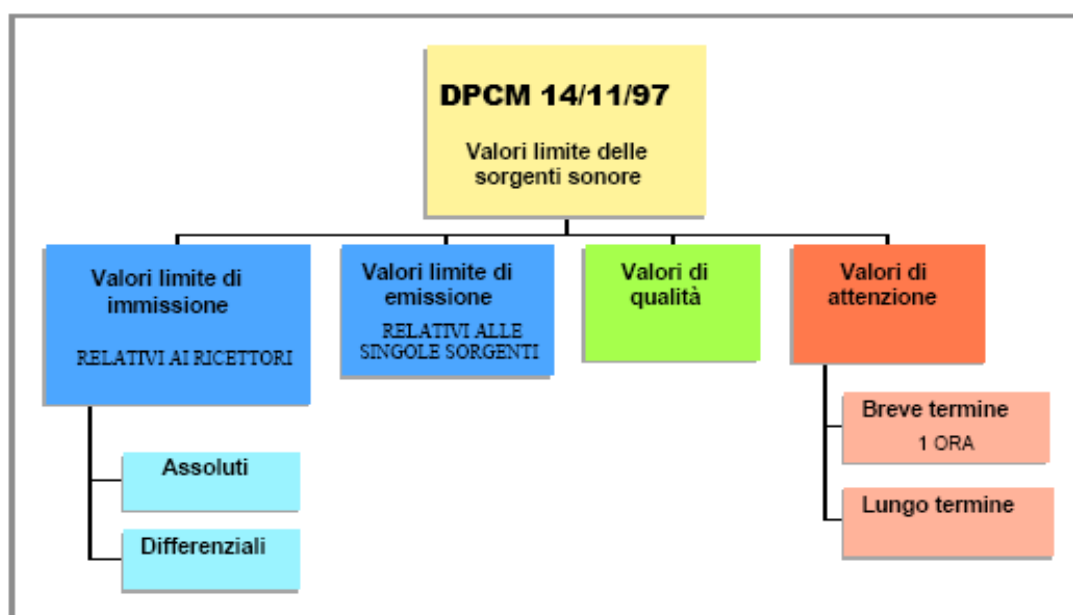 DPCM 14/11/97
Valori limite delle
sorgenti sonore
Valori limite di
immissione
RELATIVI AI RICETTORI
Valori limite di
emissione
RELATIVI ALLE
SINGOLE SORGENTI
Valori di
qualità
Valori di
attenzione
Assoluti
Differenziali
Breve termine
1 ORA
Lungo termine